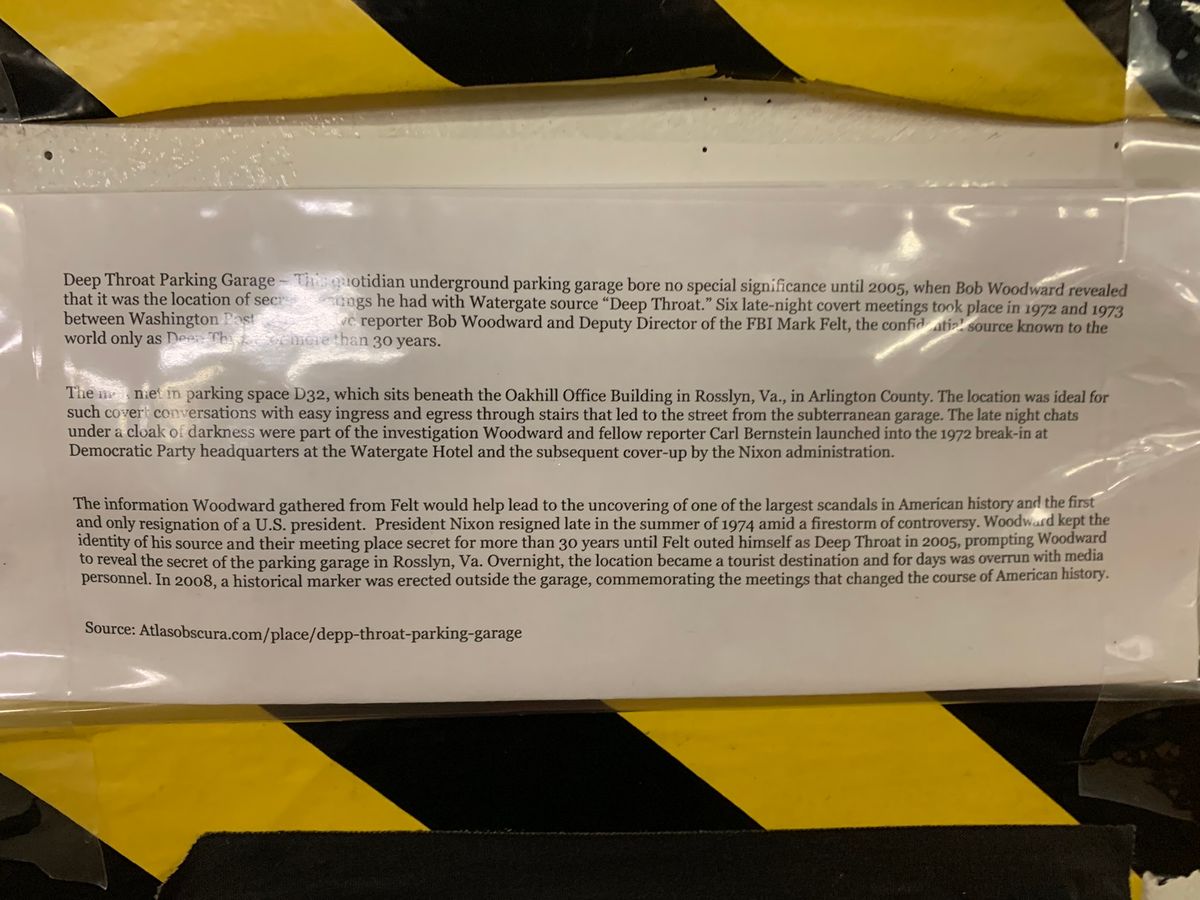 Deep Throat Parking Garage – This quotidian underground parking garage bore no special significance until 2005, when Bob Woodward revealed
that it was the location of he had with Watergate source “Deep Throat.” Six late-night covert meetings took place in 1972 and 1973
between Washington Post reporter Bob Woodward and Deputy Director of the FBI Mark Felt, the confidential source known to the
world only as Deep more than 30 years.
The met in parking space D32, which sits beneath the Oakhill Office Building in Rosslyn, Va., in Arlington County. The location was ideal for
such covert conversations with easy ingress and egress through stairs that led to the street from the subterranean garage. The late night chats
under a cloak of darkness were part of the investigation Woodward and fellow reporter Carl Bernstein launched into the 1972 break-in at
Democratic Party headquarters at the Watergate Hotel and the subsequent cover-up by the Nixon administration.
The information Woodward gathered from Felt would help lead to the uncovering of one of the largest scandals in American history and the first
and only resignation of a U.S. president. President Nixon resigned late in the summer of 1974 amid a firestorm of controversy. Woodward kept the
identity of his source and their meeting place secret for more than 30 years until Felt outed himself as Deep Throat in 2005, prompting Woodward
to reveal the secret of the parking garage in Rosslyn, Va. Overnight, the location became a tourist destination and for days was overrun with media
personnel. In 2008, a historical marker was erected outside the garage, commemorating the meetings that changed the course of American history.
Source: Atlasobscura.com/place/depp-throat-parking-garage